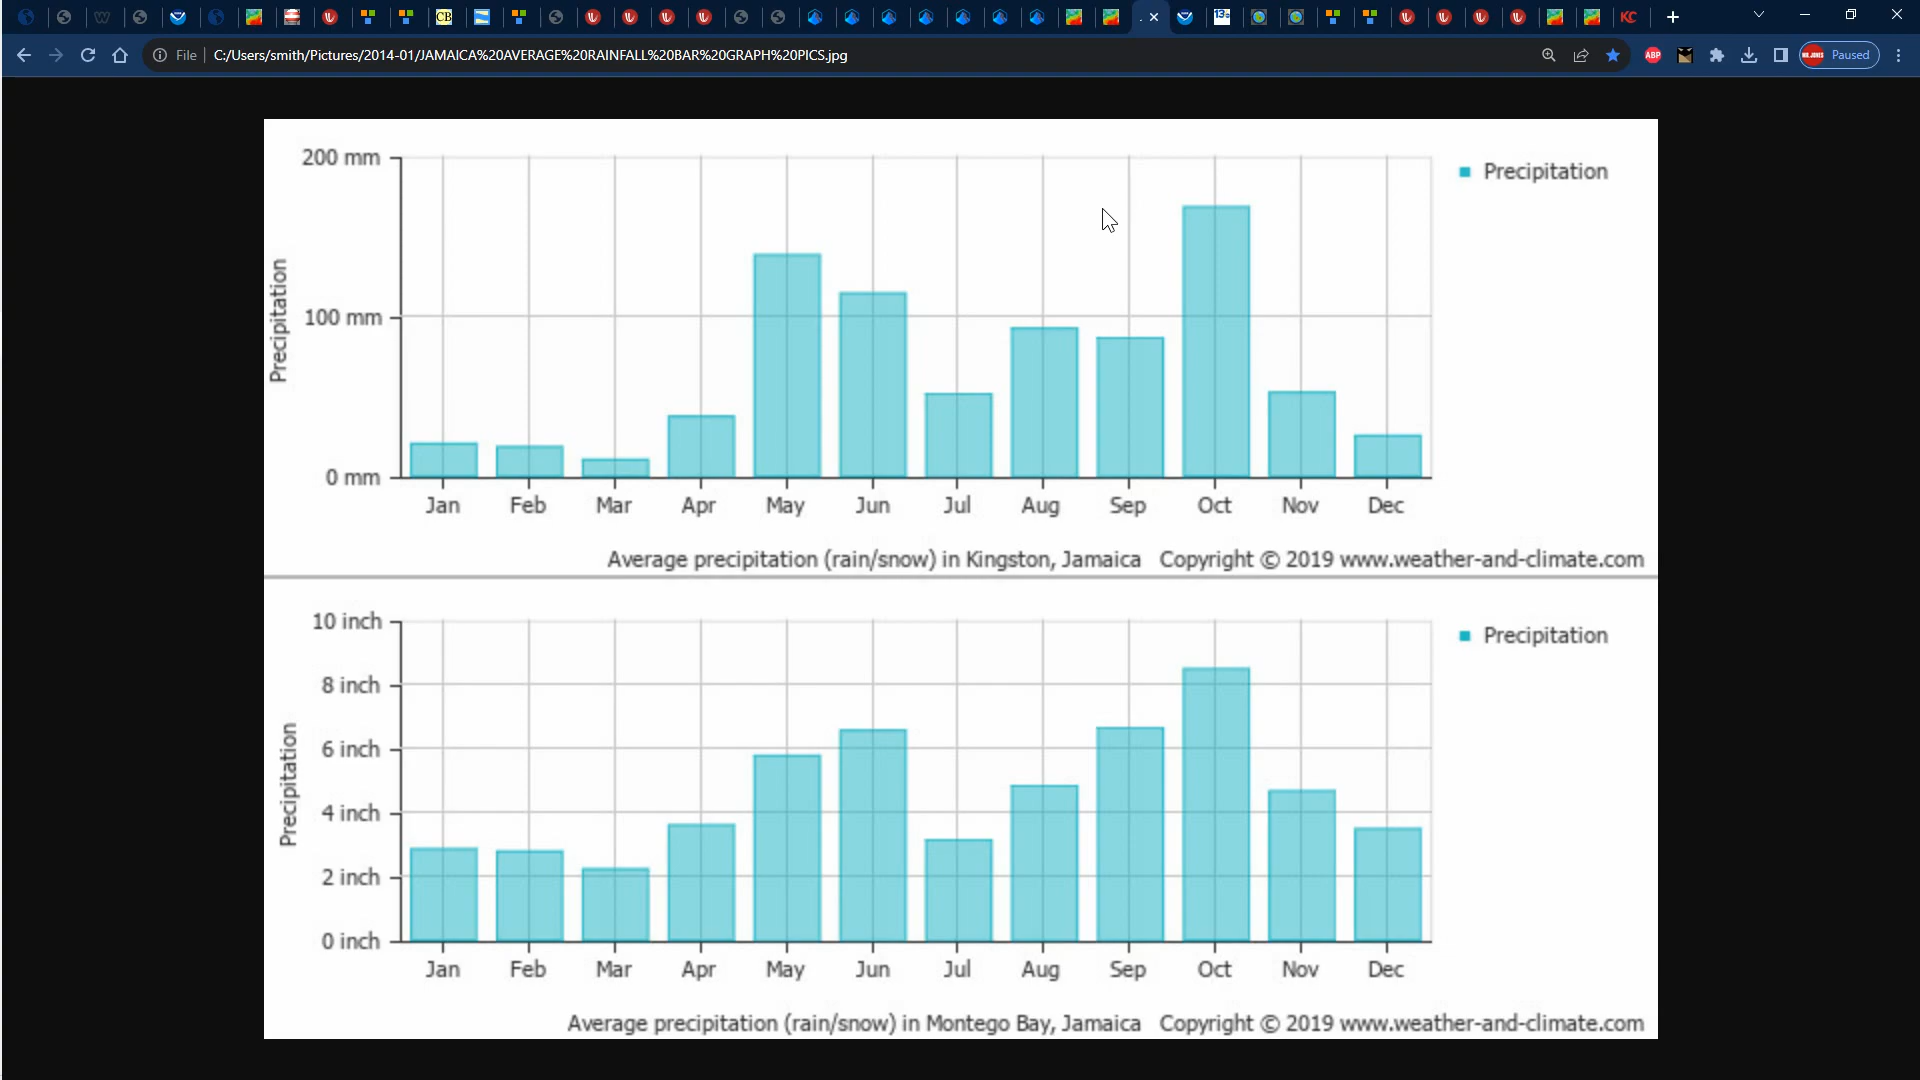 File
C:/Users/smith/Pictures/2014-01/JAMAICA%20AVERAGE%20RAINFALL%20BAR%20GRAPH%20PICS.jpg
ABP
Paused
200 mm
100 mm
0 mm
Precipitation
Precipitation
Jan Feb Mar Apr May Jun Jul Aug Sep Oct Nov Dec
Average precipitation (rain/snow) in Kingston, Jamaica Copyright © 2019 www.weather-and-climate.com
10 inch
8 inch
6 inch
4 inch
2 inch
0 inch
Precipitation
Precipitation
Jan Feb Mar Apr May Jun Jul Aug Sep Oct Nov Dec
Average precipitation (rain/snow) in Montego Bay, Jamaica Copyright © 2019 www.weather-and-climate.com